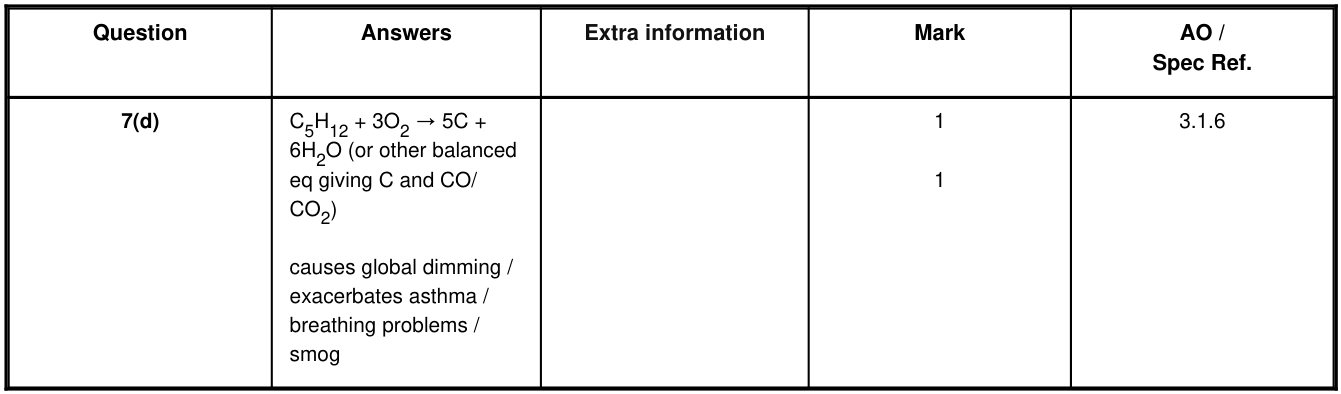 Question Answers Extra information Mark AO /
Spec Ref.
7(d) C5H12 + 3O2 → 5C + 1 3.1.6
6H2O (or other balanced
eq giving C and CO/ 1
CO2)
causes global dimming /
exacerbates asthma /
breathing problems /
smog